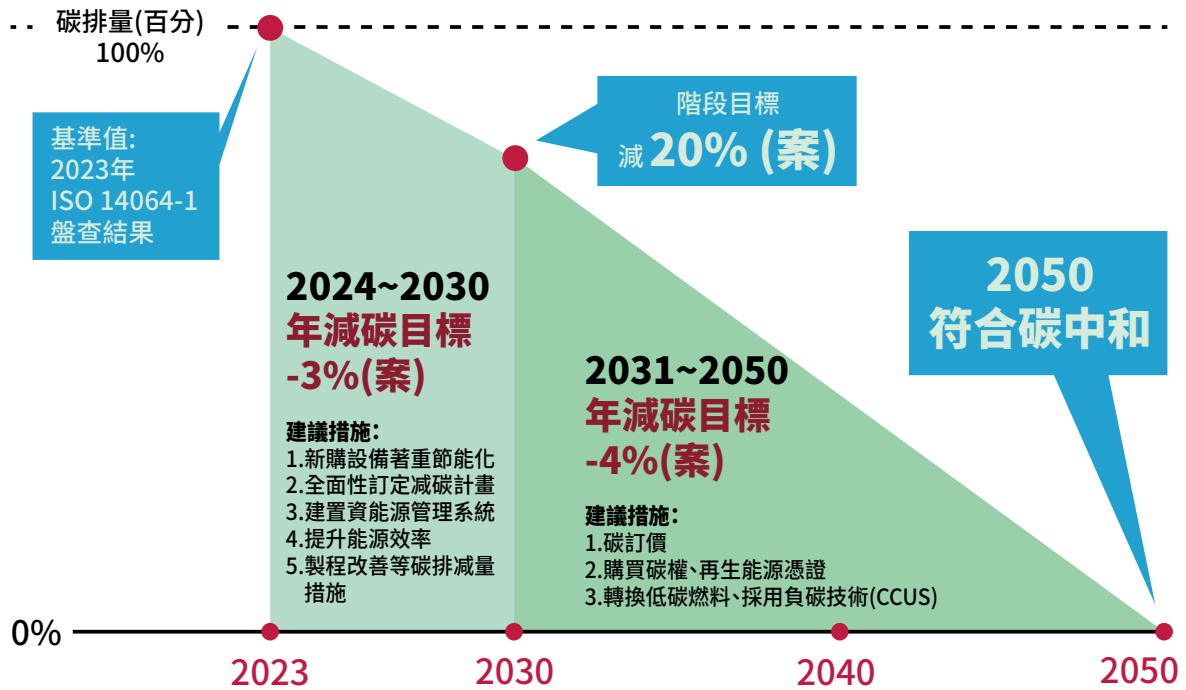 碳排量(百分)
100%
基準值:
2023年
ISO 14064-1
盤查結果
階段目標
減20% (案)
2050
符合碳中和
2024~2030
年減碳目標
-3%(案)
建議措施：
1.新購設備著重節能化
2.全面性訂定減碳計畫
3.建置資能源管理系統
4.提升能源效率
5.製程改善等碳排減量
措施
2031~2050
年減碳目標
-4%(案)
建議措施：
1.碳訂價
2.購買碳權、再生能源憑證
3.轉換低碳燃料、採用負碳技術(CCUS)
0%
2023
2030
2040
2050